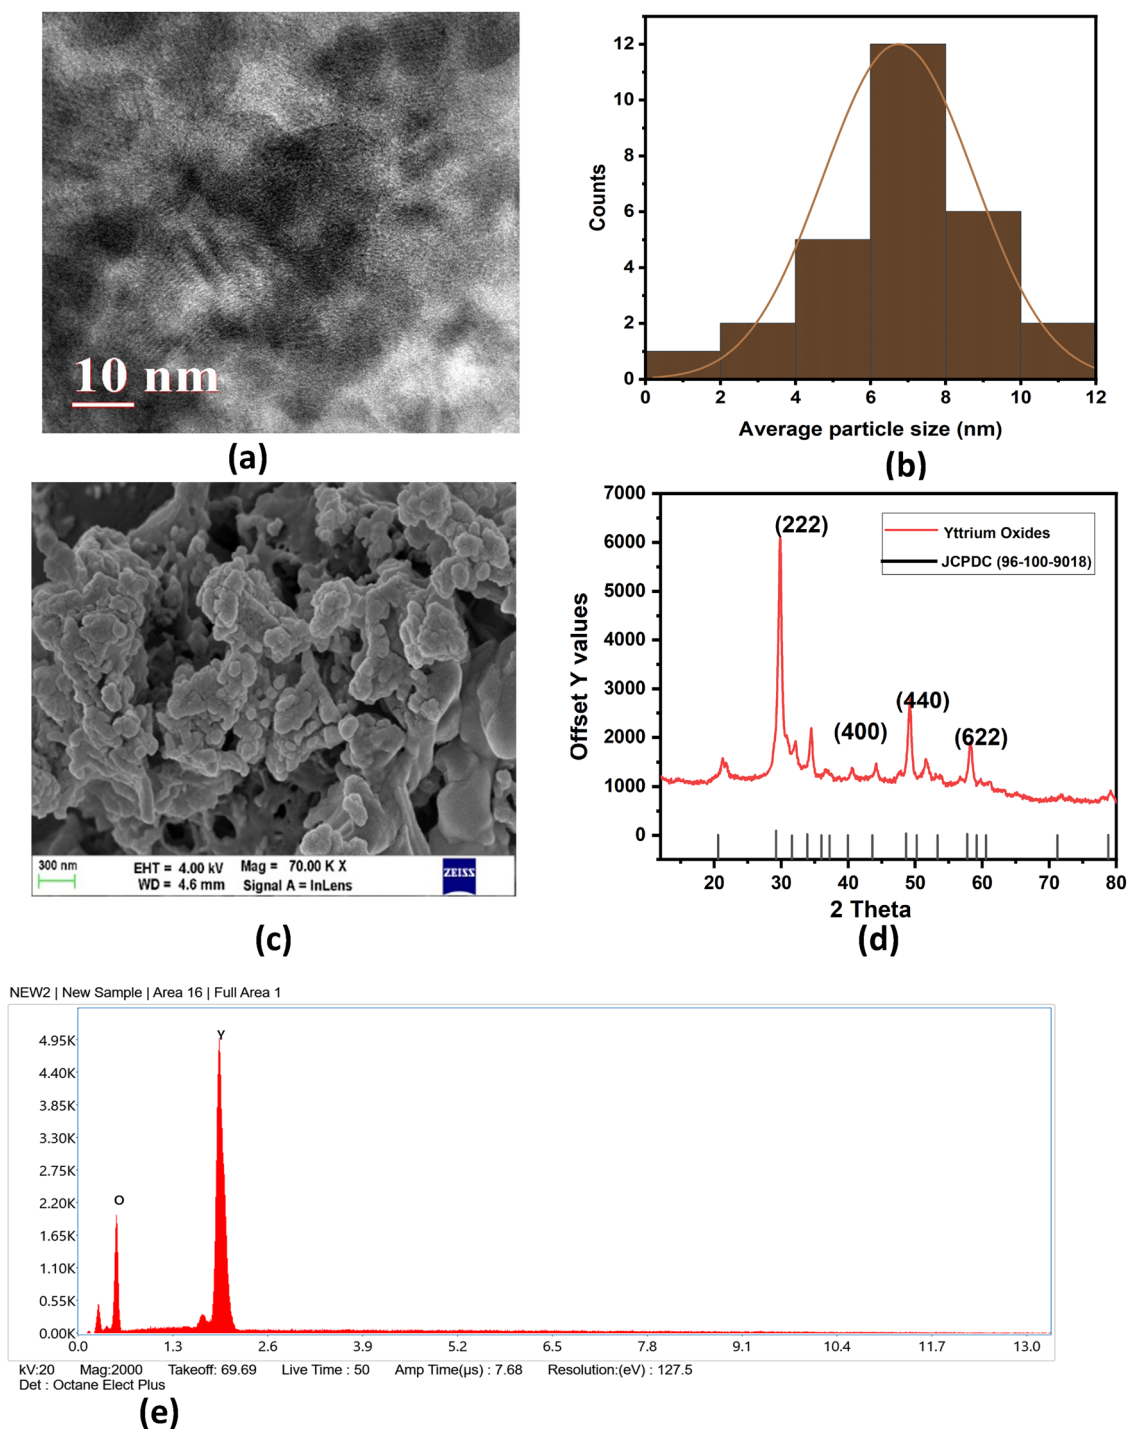 10 nm
(a)
12
10
8
6
4
2
0
Counts
0 2 4 6 8 10 12
Average particle size (nm)
(b)
300 nm
EHT = 4.00 kV Mag = 70.00 K X
WD = 4.6 mm Signal A = InLens
ZEISS
(c)
7000
6000
5000
4000
3000
2000
1000
0
Offset Y values
(222)
(400)
(440)
(622)
Yttrium Oxides
JCPDC (96-100-9018)
20 30 40 50 60 70 80
2 Theta
(d)
NEW2 | New Sample | Area 16 | Full Area 1
4.95K
4.40K
3.85K
3.30K
2.75K
2.20K
1.65K
1.10K
0.55K
0.00K
O
Y
0.0 1.3 2.6 3.9 5.2 6.5 7.8 9.1 10.4 11.7 13.0
kV:20 Mag:2000 Takeoff: 69.69 Live Time : 50 Amp Time(µs) : 7.68 Resolution:(eV) : 127.5
Det : Octane Elect Plus
(e)